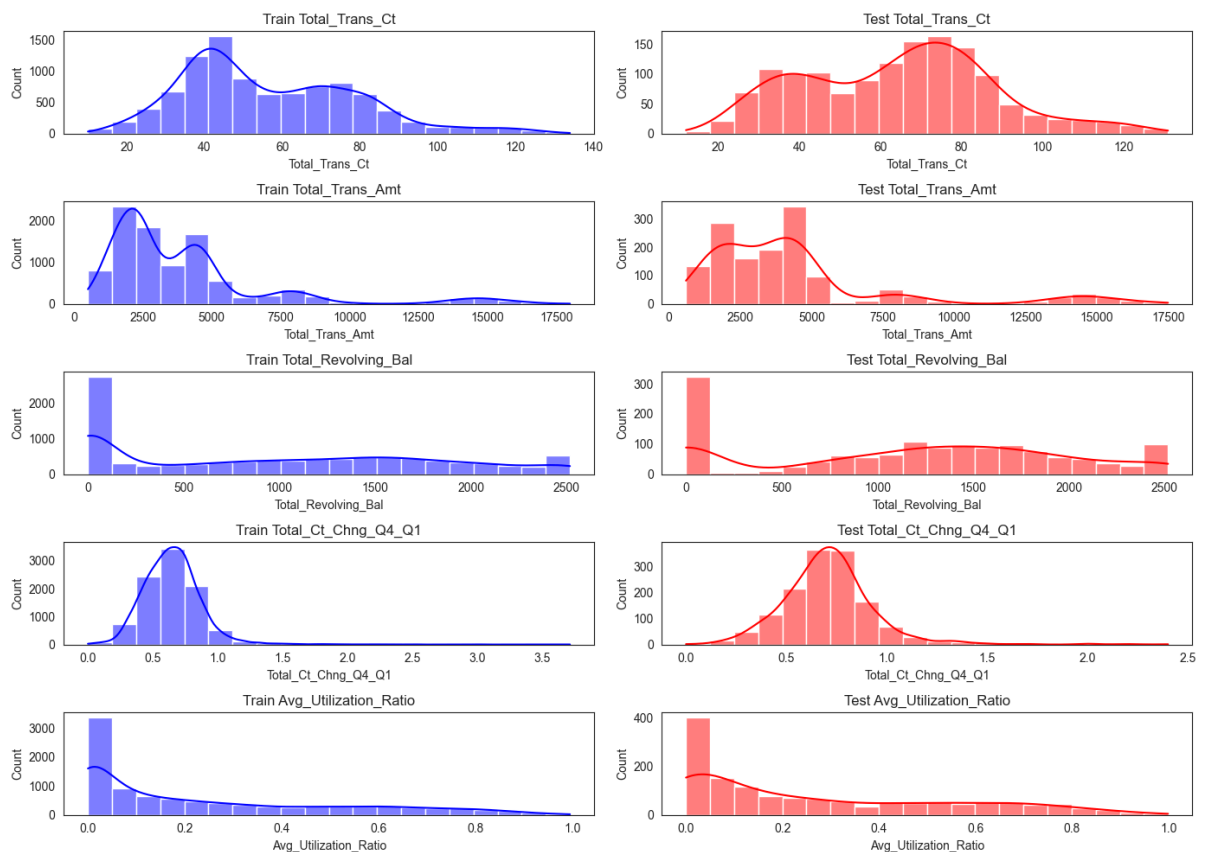 Train Total_Trans_Ct
Test Total_Trans_Ct
1500
1000
500
0
Count
20 40 60 80 100 120 140
Total_Trans_Ct
150
100
50
0
Count
20 40 60 80 100 120
Total_Trans_Ct
Train Total_Trans_Amt
Test Total_Trans_Amt
2000
1000
0
Count
0 2500 5000 7500 10000 12500 15000 17500
Total_Trans_Amt
300
200
100
0
Count
0 2500 5000 7500 10000 12500 15000 17500
Total_Trans_Amt
Train Total_Revolving_Bal
Test Total_Revolving_Bal
2000
1000
0
Count
0 500 1000 1500 2000 2500
Total_Revolving_Bal
300
200
100
0
Count
0 500 1000 1500 2000 2500
Total_Revolving_Bal
Train Total_Ct_Chng_Q4_Q1
Test Total_Ct_Chng_Q4_Q1
3000
2000
1000
0
Count
0.0 0.5 1.0 1.5 2.0 2.5 3.0 3.5
Total_Ct_Chng_Q4_Q1
300
200
100
0
Count
0.0 0.5 1.0 1.5 2.0 2.5
Total_Ct_Chng_Q4_Q1
Train Avg_Utilization_Ratio
Test Avg_Utilization_Ratio
3000
2000
1000
0
Count
0.0 0.2 0.4 0.6 0.8 1.0
Avg_Utilization_Ratio
400
200
0
Count
0.0 0.2 0.4 0.6 0.8 1.0
Avg_Utilization_Ratio